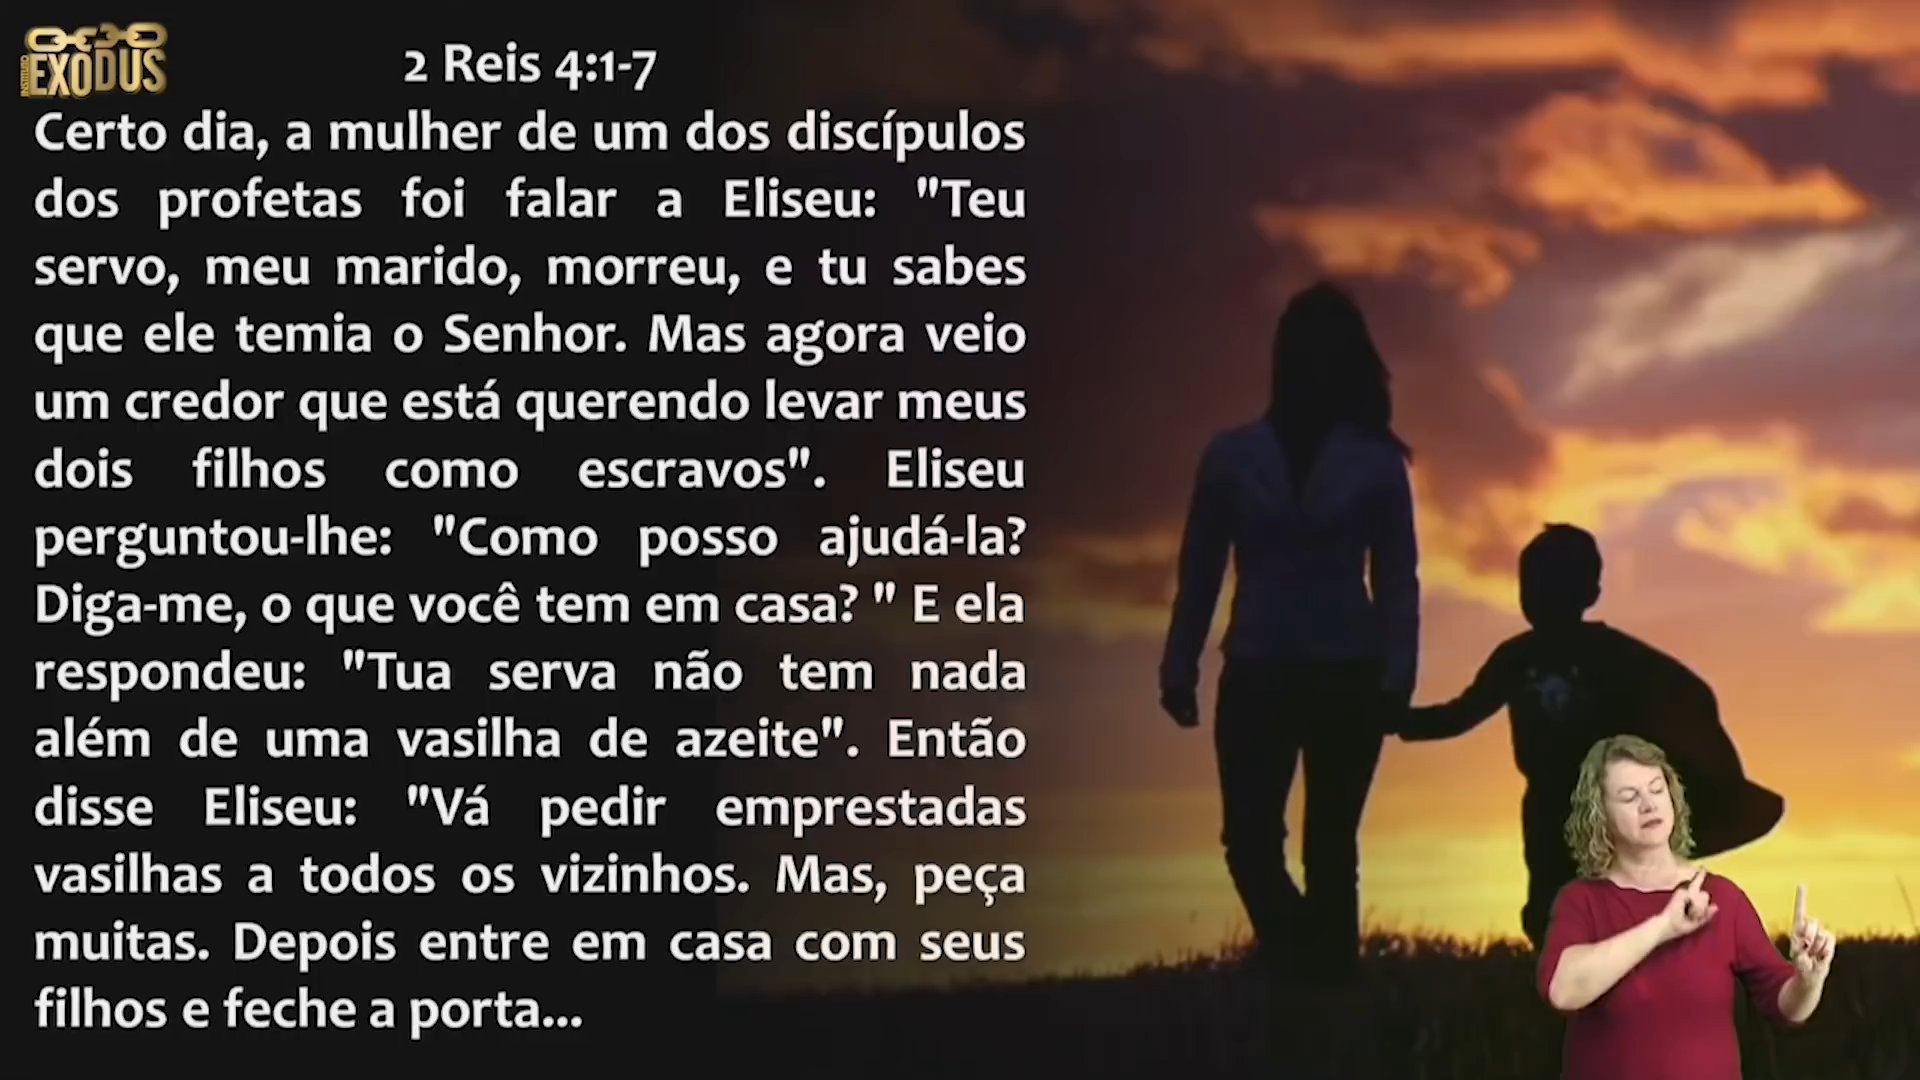 INSTITUTO
EXODUS
2 Reis 4:1-7
Certo dia, a mulher de um dos discípulos
dos profetas foi falar a Eliseu: "Teu
servo, meu marido, morreu, e tu sabes
que ele temia o Senhor. Mas agora veio
um credor que está querendo levar meus
dois filhos como escravos". Eliseu
perguntou-lhe: "Como posso ajudá-la?
Diga-me, o que você tem em casa? " E ela
respondeu: "Tua serva não tem nada
além de uma vasilha de azeite". Então
disse Eliseu: "Vá pedir emprestadas
vasilhas a todos os vizinhos. Mas, peça
muitas. Depois entre em casa com seus
filhos e feche a porta...